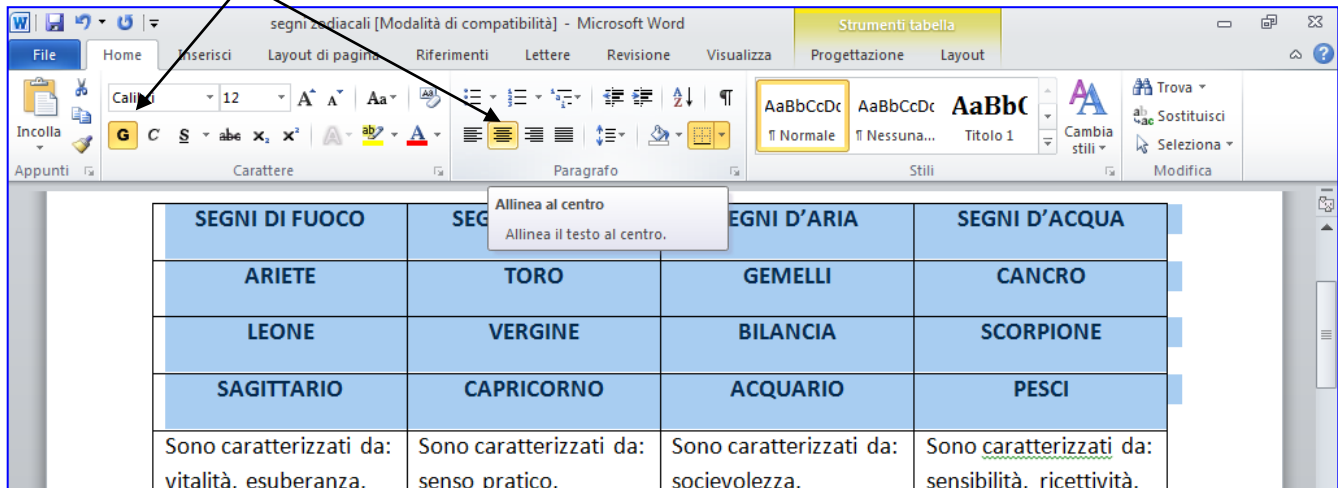 segni zodiacali [Modalità di compatibilità] - Microsoft Word
Strumenti tabella
File Home Inserisci Layout di pagina Riferimenti Lettere Revisione Visualizza Progettazione Layout
Incolla
Appunti
12
Aa
G C S abe x₂ x² ab A
Carattere
Paragrafo
AaBbCcDc AaBbCcDc AaBbC
¶ Normale ¶ Nessuna... Titolo 1
Cambia
stili
Stili
Trova
Sostituisci
Seleziona
Modifica
Allinea al centro
Allinea il testo al centro.
SEGNI DI FUOCO SEG EGNI D’ARIA SEGNI D’ACQUA
ARIETE TORO GEMELLI CANCRO
LEONE VERGINE BILANCIA SCORPIONE
SAGITTARIO CAPRICORNO ACQUARIO PESCI
Sono caratterizzati da: Sono caratterizzati da: Sono caratterizzati da: Sono caratterizzati da:
vitalità, esuberanza, senso pratico, socievolezza, sensibilità, ricettività,